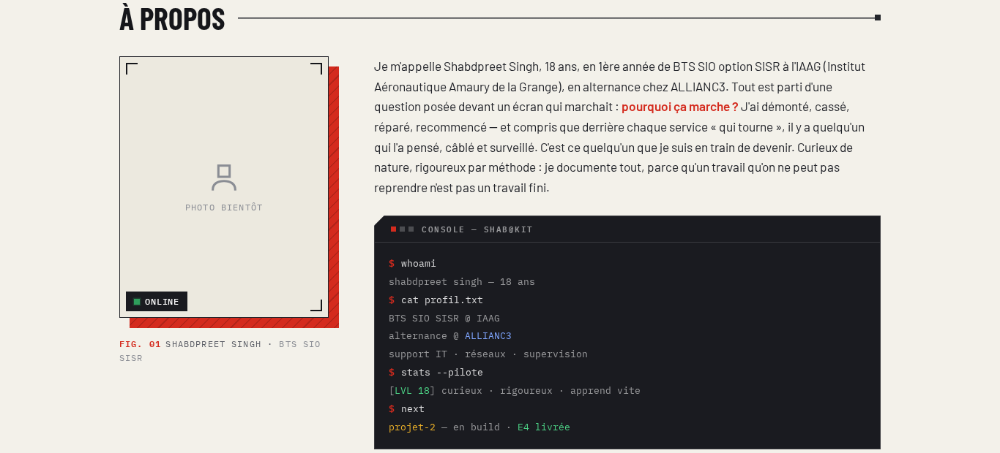 À PROPOS
PHOTO BIENTÔT
ONLINE
FIG. 01 SHABDPREET SINGH · BTS SIO
SISR
Je m'appelle Shabdpreet Singh, 18 ans, en 1ère année de BTS SIO option SISR à l'IAAG (Institut
Aéronautique Amaury de la Grange), en alternance chez ALLIANC3. Tout est parti d'une
question posée devant un écran qui marchait : pourquoi ça marche ? J'ai démonté, cassé,
réparé, recommencé — et compris que derrière chaque service « qui tourne », il y a quelqu'un
qui l'a pensé, câblé et surveillé. C'est ce quelqu'un que je suis en train de devenir. Curieux de
nature, rigoureux par méthode : je documente tout, parce qu'un travail qu'on ne peut pas
reprendre n'est pas un travail fini.
CONSOLE — SHAB@KIT
$ whoami
shabdpreet singh — 18 ans
$ cat profil.txt
BTS SIO SISR @ IAAG
alternance @ ALLIANC3
support IT · réseaux · supervision
$ stats --pilote
[LVL 18] curieux · rigoureux · apprend vite
$ next
projet-2 — en build · E4 livrée